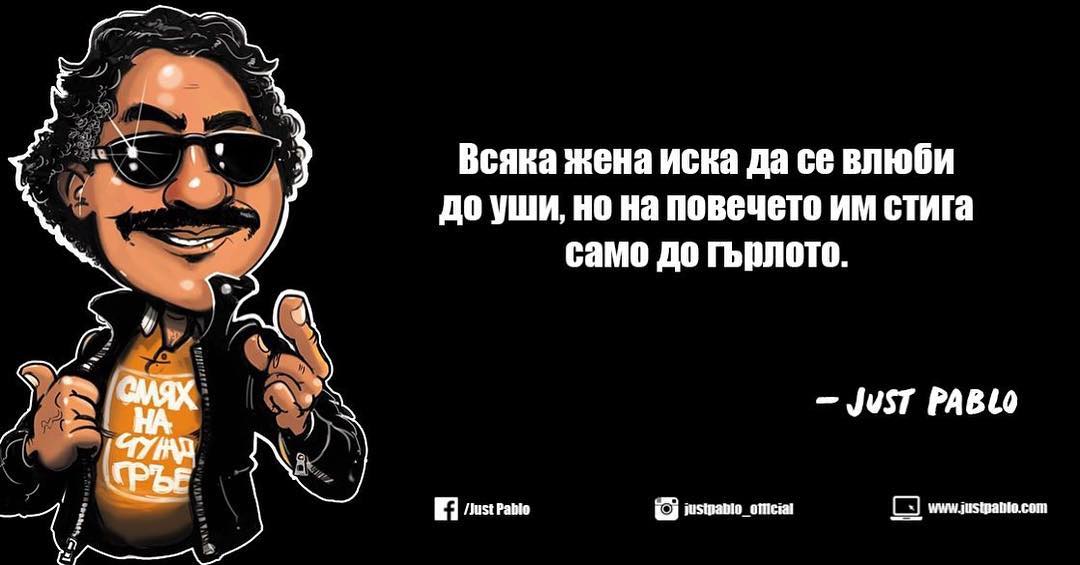 Всяка жена иска да се влюби
до уши, но на повечето им стига
само до гърлото.
– JUST PABLO
СМЯХ
НА
ЧУЖД
ГРЪБ
/Just Pablo
justpablo_official
www.justpablo.com